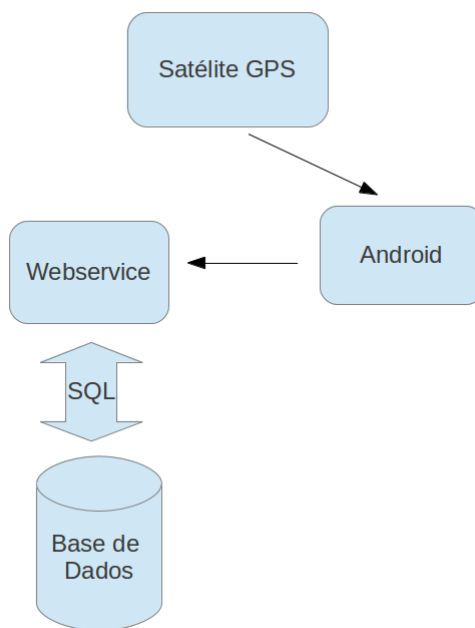 Satélite GPS
Android
Webservice
SQL
Base de
Dados